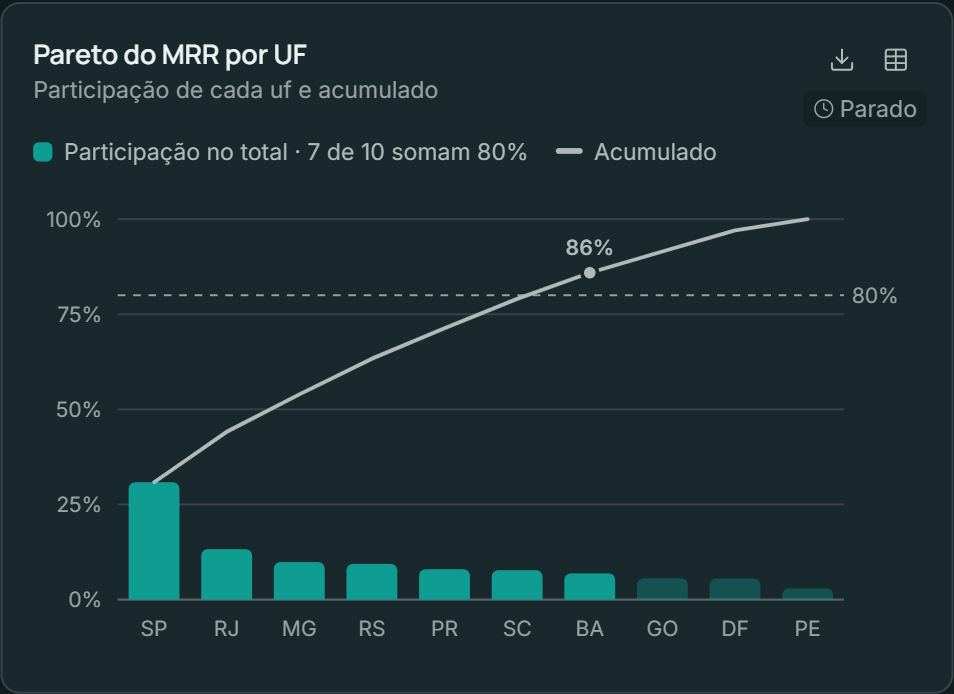 Pareto do MRR por UF
Participação de cada uf e acumulado
Parado
Participação no total · 7 de 10 somam 80%
Acumulado
100%
86%
80%
75%
50%
25%
0%
SP RJ MG RS PR SC BA GO DF PE